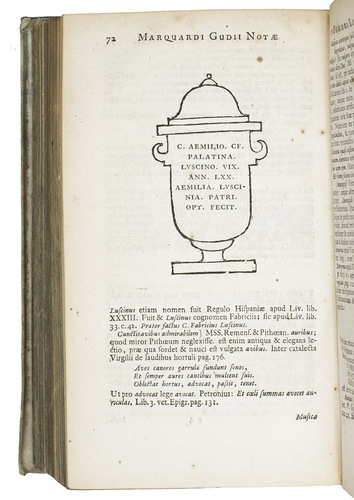 72 MARQUARDI GUDII NOTÆ
C. AEMILIO. CF.
PALATINA.
LVSCINO. VIX.
ANN. LXX.
AEMILIA. LVSCI-
NIA. PATRI.
OPT. FECIT.
Luscinus etiam nomen fuit Regulo Hispaniæ apud Liv. lib.
XXXIII. Fuit & Luscinus cognomen Fabriciis: sic apud Liv. lib.
33. c. 42. Prætor factus C. Fabricius Luscinus.
Cunctis avibus admirabilem] MSS. Remens. & Pithœan. auribus;
quod miror Pithœum neglexisse. est enim antiqua & elegans le-
ctio, præ qua sordet & nauci est vulgata avibus. Inter catalecta
Virgilii de laudibus hortuli pag. 176.
Aves canoræ garrula fundunt sonos,
Et semper aures cantibus mulcent suis.
Oblectat hortus, advocat, pascit, tenet.
Ut pro advocat lege avocat. Petronius: Et oculi summas avocet au-
riculas, Lib. 3. vet. Epigr. pag. 131.
Musica